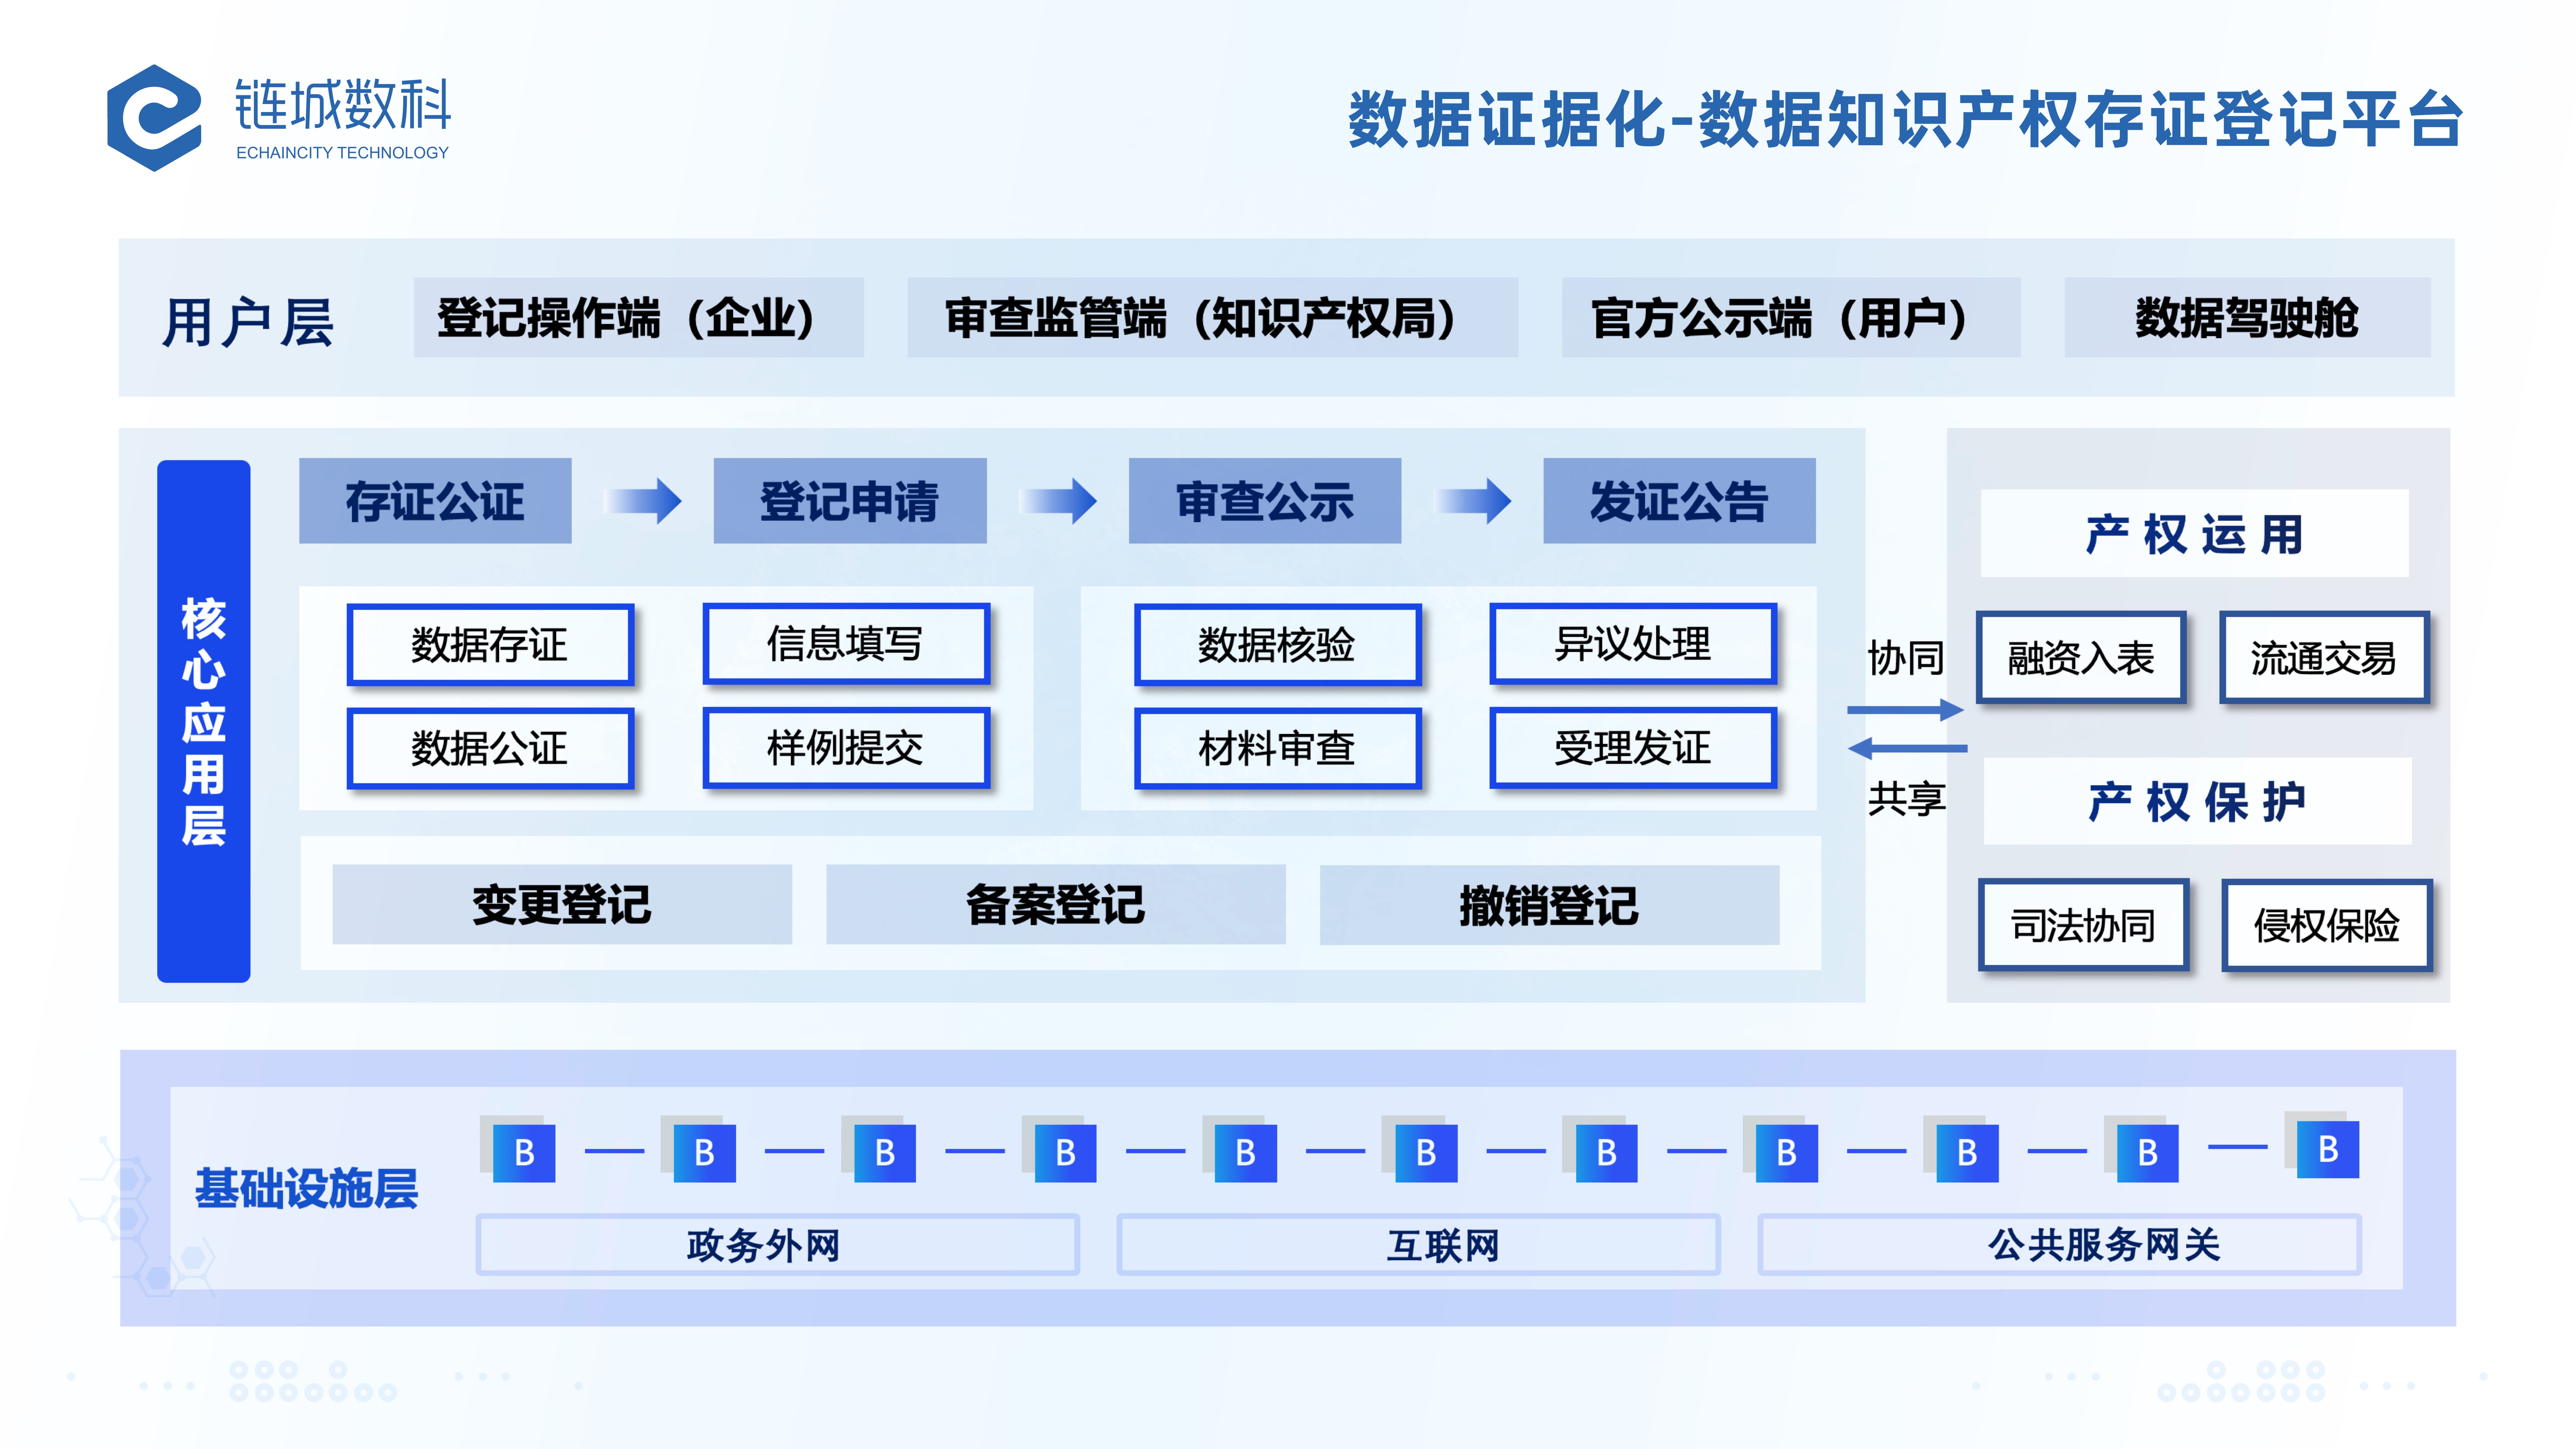 链城数科
ECHAINCITY TECHNOLOGY
数据证据化-数据知识产权存证登记平台
用户层
登记操作端（企业）
审查监管端（知识产权局）
官方公示端（用户）
数据驾驶舱
核心应用层
存证公证
登记申请
审查公示
发证公告
数据存证
信息填写
数据核验
异议处理
数据公证
样例提交
材料审查
受理发证
变更登记
备案登记
撤销登记
协同
共享
产权运用
融资入表
流通交易
产权保护
司法协同
侵权保险
基础设施层
B
B
B
B
B
B
B
B
B
B
B
政务外网
互联网
公共服务网关